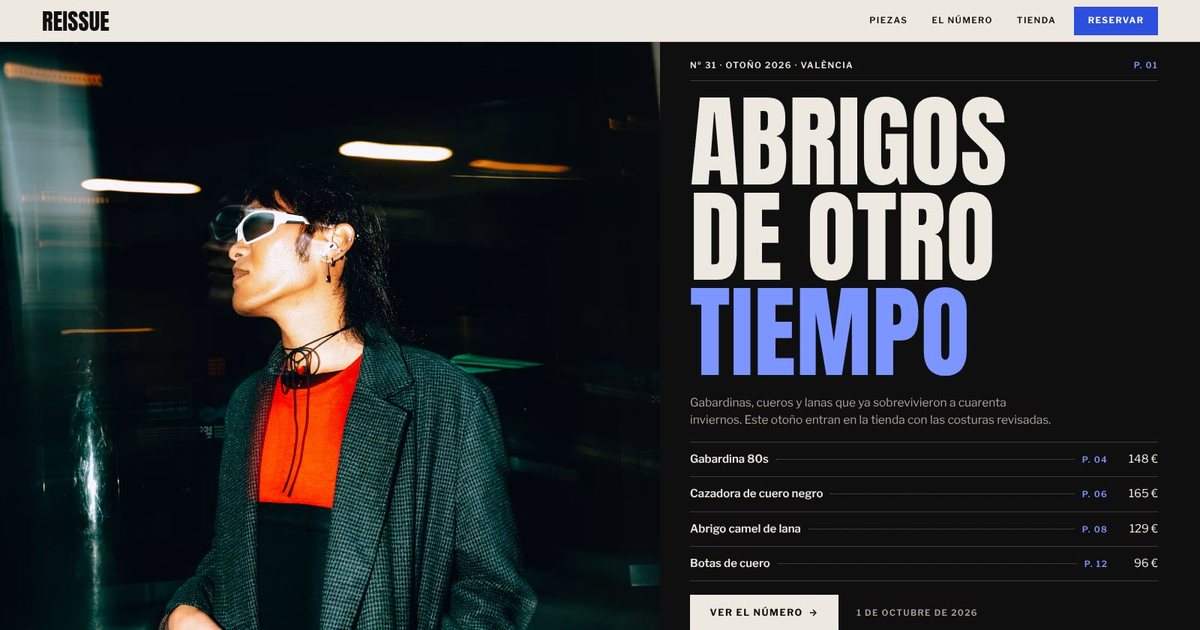 REISSUE
PIEZAS EL NÚMERO TIENDA RESERVAR
Nº 31 · OTOÑO 2026 · VALÈNCIA P. 01
ABRIGOS
DE OTRO
TIEMPO
Gabardinas, cueros y lanas que ya sobrevivieron a cuarenta
inviernos. Este otoño entran en la tienda con las costuras revisadas.
Gabardina 80s P. 04 148 €
Cazadora de cuero negro P. 06 165 €
Abrigo camel de lana P. 08 129 €
Botas de cuero P. 12 96 €
VER EL NÚMERO → 1 DE OCTUBRE DE 2026